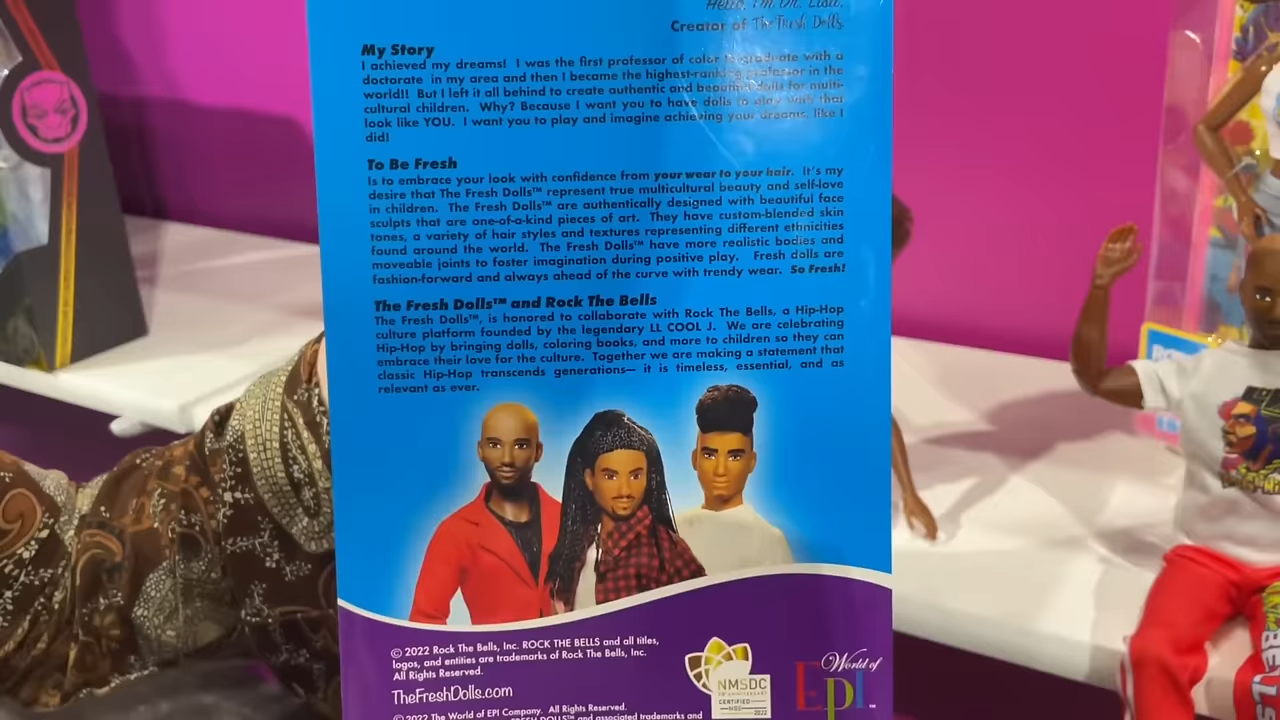 Hello, I'm Dr. Lisa,
Creator of The Fresh Dolls.
My Story
I achieved my dreams! I was the first professor of color to graduate with a
doctorate in my area and then I became the highest-ranking professor in the
world!! But I left it all behind to create authentic and beautiful dolls for multi-
cultural children. Why? Because I want you to have dolls to play with that
look like YOU. I want you to play and imagine achieving your dreams, like I
did!
To Be Fresh
Is to embrace your look with confidence from your wear to your hair. It's my
desire that The Fresh Dolls™ represent true multicultural beauty and self-love
in children. The Fresh Dolls™ are authentically designed with beautiful face
sculpts that are one-of-a-kind pieces of art. They have custom-blended skin
tones, a variety of hair styles and textures representing different ethnicities
found around the world. The Fresh Dolls™ have more realistic bodies and
moveable joints to foster imagination during positive play. Fresh dolls are
fashion-forward and always ahead of the curve with trendy wear. So Fresh!
The Fresh Dolls™ and Rock The Bells
The Fresh Dolls™, is honored to collaborate with Rock The Bells, a Hip-Hop
culture platform founded by the legendary LL COOL J. We are celebrating
Hip-Hop by bringing dolls, coloring books, and more to children so they can
embrace their love for the culture. Together we are making a statement that
classic Hip-Hop transcends generations— it is timeless, essential, and as
relevant as ever.
© 2022 Rock The Bells, Inc. ROCK THE BELLS and all titles,
logos, and entities are trademarks of Rock The Bells, Inc.
All Rights Reserved.
TheFreshDolls.com
© 2022 The World of EPI Company. All Rights Reserved.
FRESH DOLLS™ and associated trademarks and
NMSDC
CERTIFIED
MBE
2022
World of
EpI™
BELLS